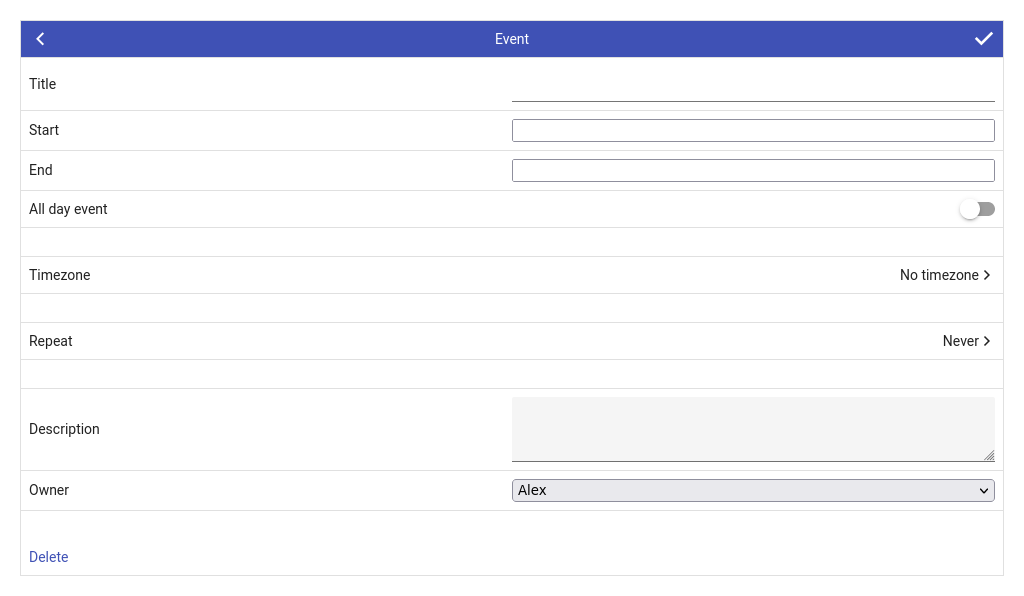 Event
Title
Start
End
All day event
Timezone No timezone
Repeat Never
Description
Owner Alex
Delete